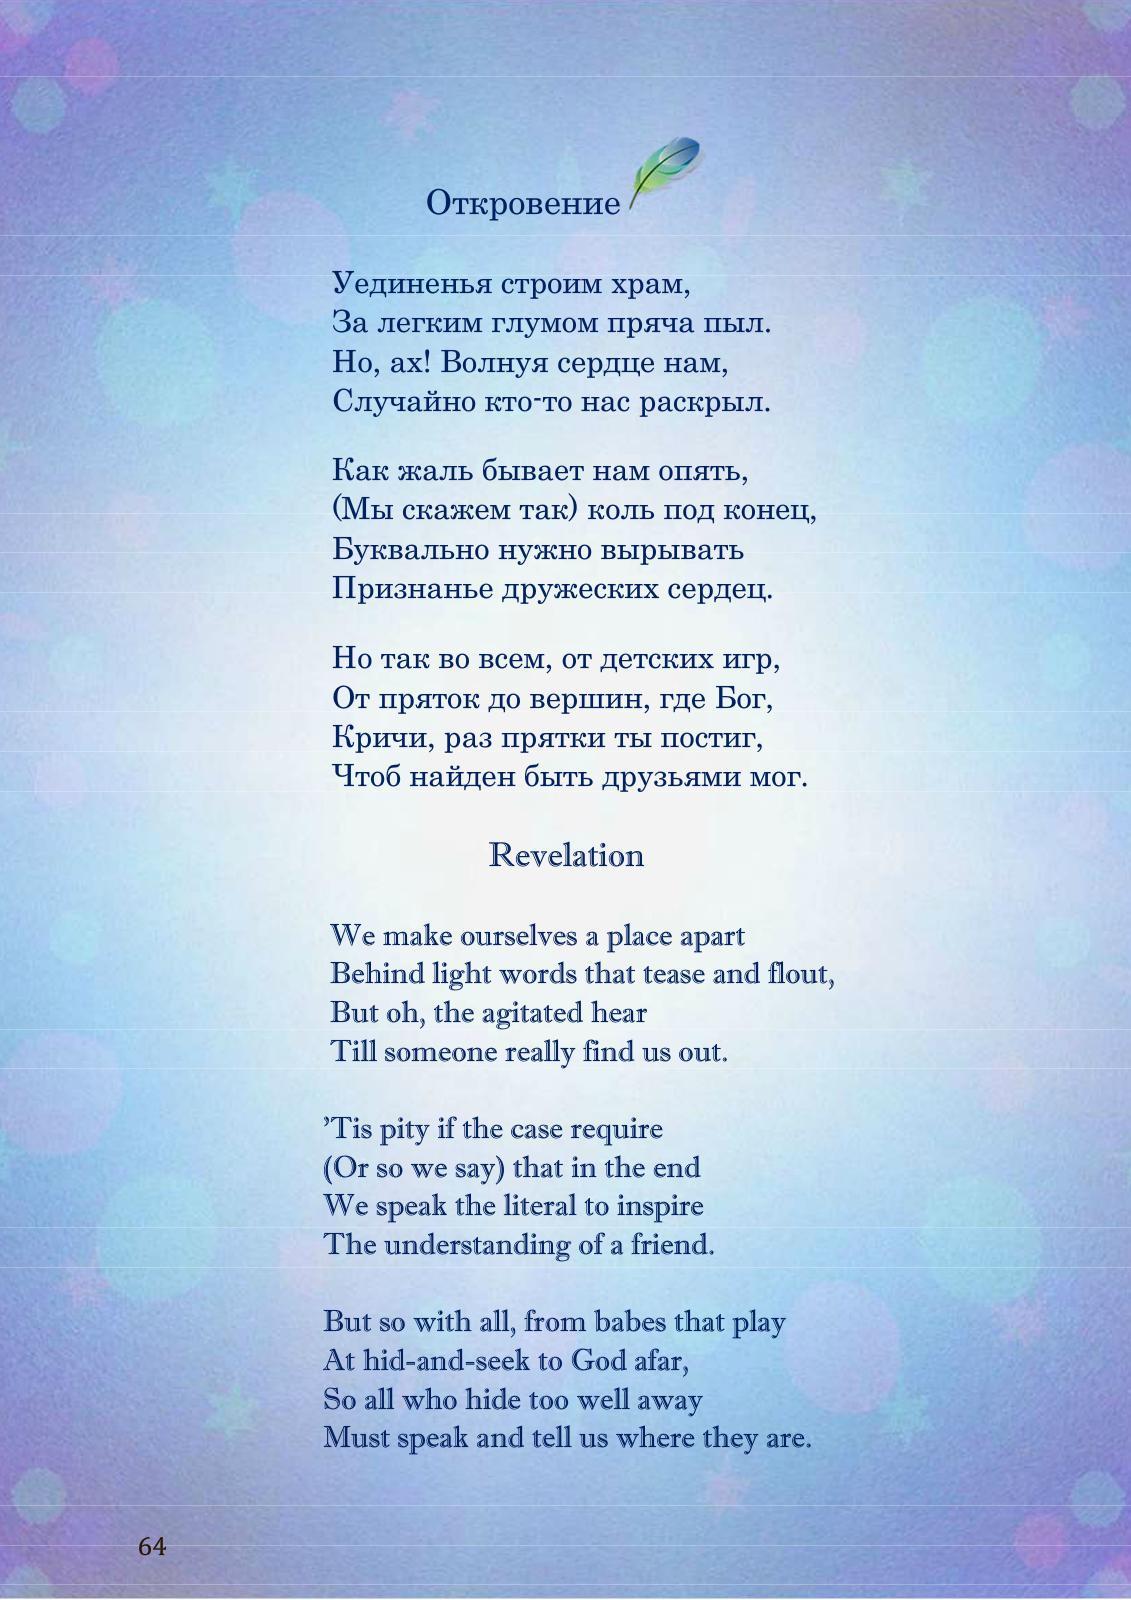 Откровение
Уединенья строим храм,
За легким глумом пряча пыл.
Но, ах! Волнуя сердце нам,
Случайно кто-то нас раскрыл.
Как жаль бывает нам опять,
(Мы скажем так) коль под конец,
Буквально нужно вырывать
Признанье дружеских сердец.
Но так во всем, от детских игр,
От пряток до вершин, где Бог,
Кричи, раз прятки ты постиг,
Чтоб найден быть друзьями мог.
Revelation
We make ourselves a place apart
Behind light words that tease and flout,
But oh, the agitated hear
Till someone really find us out.
’Tis pity if the case require
(Or so we say) that in the end
We speak the literal to inspire
The understanding of a friend.
But so with all, from babes that play
At hid-and-seek to God afar,
So all who hide too well away
Must speak and tell us where they are.
64